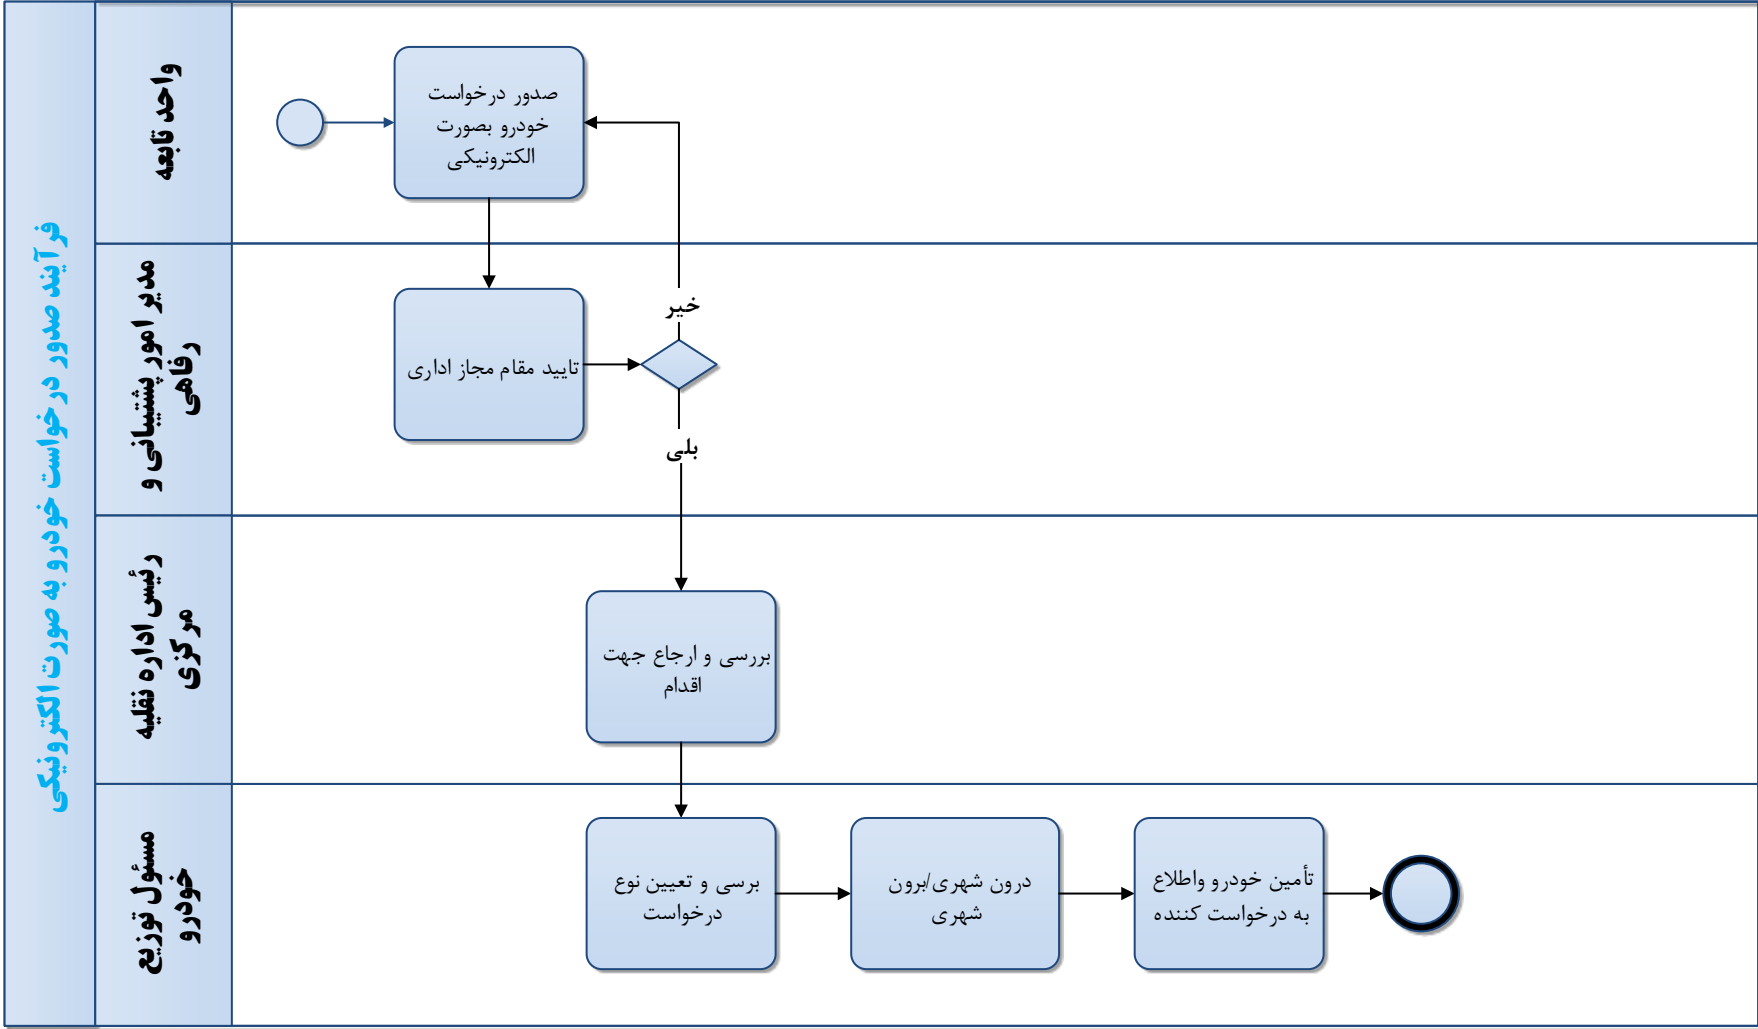 فرآیند صدور درخواست خودرو به صورت الکترونیکی
واحد تابعه
صدور درخواست
خودرو بصورت
الکترونیکی
مدیر امور پشتیبانی و
رفاهی
تایید مقام مجاز اداری
خیر
بلی
رئیس اداره نقلیه
مرکزی
بررسی و ارجاع جهت
اقدام
مسئول توزیع
خودرو
برسی و تعیین نوع
درخواست
درون شهری/برون
شهری
تأمین خودرو واطلاع
به درخواست کننده